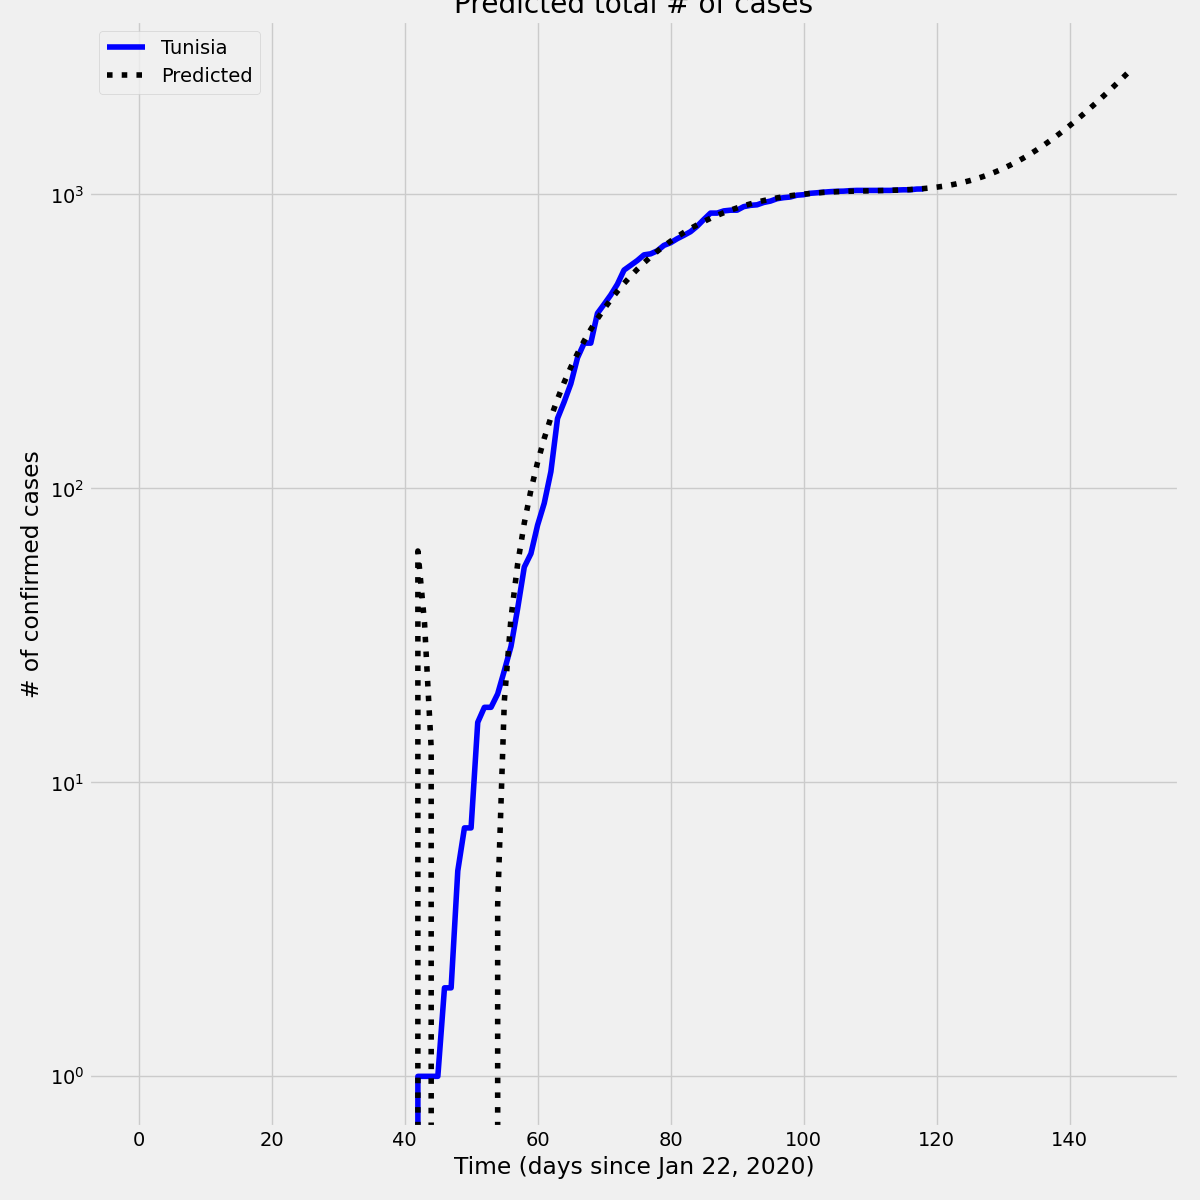 Predicted total # of cases
Tunisia
Predicted
10³
10²
10¹
10⁰
# of confirmed cases
0 20 40 60 80 100 120 140
Time (days since Jan 22, 2020)